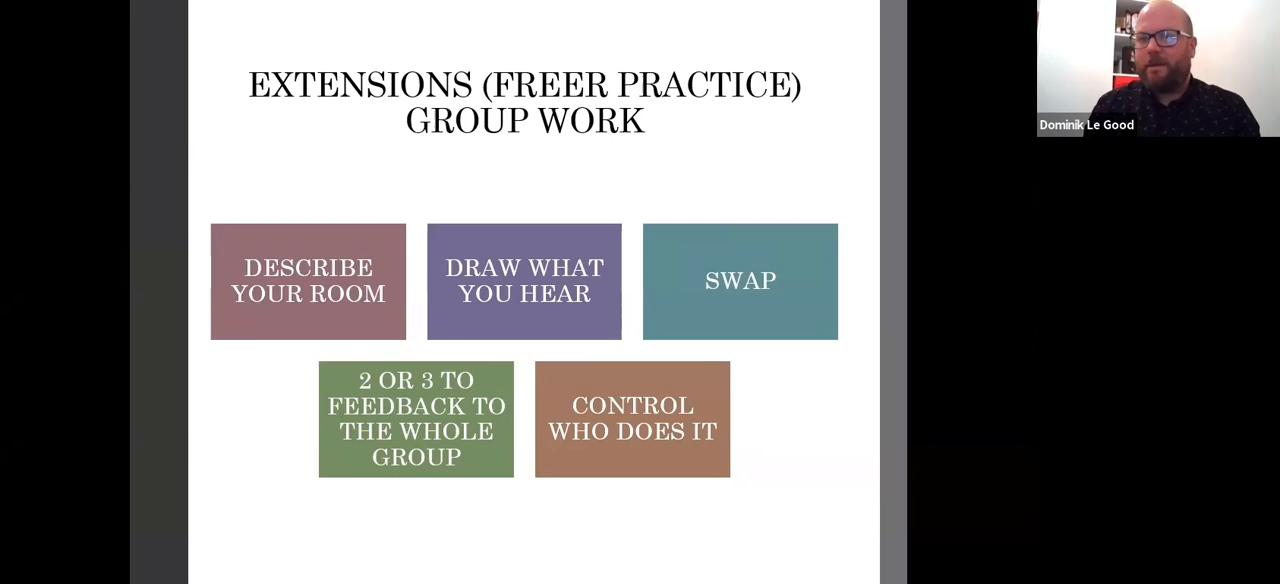 EXTENSIONS (FREER PRACTICE)
GROUP WORK
Dominik Le Good
DESCRIBE
YOUR ROOM
DRAW WHAT
YOU HEAR
SWAP
2 OR 3 TO
FEEDBACK TO
THE WHOLE
GROUP
CONTROL
WHO DOES IT